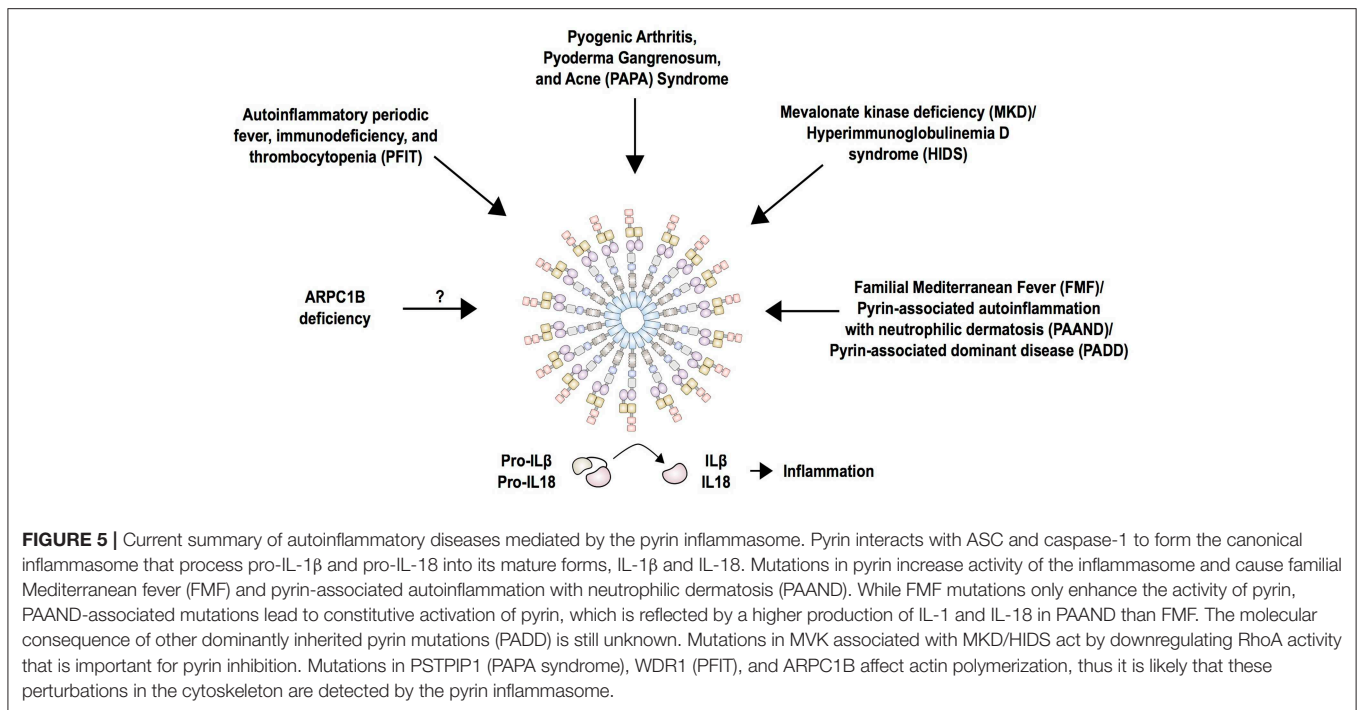 Pyogenic Arthritis,
Pyoderma Gangrenosum,
and Acne (PAPA) Syndrome
Autoinflammatory periodic
fever, immunodeficiency, and
thrombocytopenia (PFIT)
Mevalonate kinase deficiency (MKD)/
Hyperimmunoglobulinemia D
syndrome (HIDS)
ARPC1B
deficiency
?
Familial Mediterranean Fever (FMF)/
Pyrin-associated autoinflammation
with neutrophilic dermatosis (PAAND)/
Pyrin-associated dominant disease (PADD)
Pro-ILβ
Pro-IL18
ILβ
IL18
Inflammation
FIGURE 5 | Current summary of autoinflammatory diseases mediated by the pyrin inflammasome. Pyrin interacts with ASC and caspase-1 to form the canonical
inflammasome that process pro-IL-1β and pro-IL-18 into its mature forms, IL-1β and IL-18. Mutations in pyrin increase activity of the inflammasome and cause familial
Mediterranean fever (FMF) and pyrin-associated autoinflammation with neutrophilic dermatosis (PAAND). While FMF mutations only enhance the activity of pyrin,
PAAND-associated mutations lead to constitutive activation of pyrin, which is reflected by a higher production of IL-1 and IL-18 in PAAND than FMF. The molecular
consequence of other dominantly inherited pyrin mutations (PADD) is still unknown. Mutations in MVK associated with MKD/HIDS act by downregulating RhoA activity
that is important for pyrin inhibition. Mutations in PSTPIP1 (PAPA syndrome), WDR1 (PFIT), and ARPC1B affect actin polymerization, thus it is likely that these
perturbations in the cytoskeleton are detected by the pyrin inflammasome.